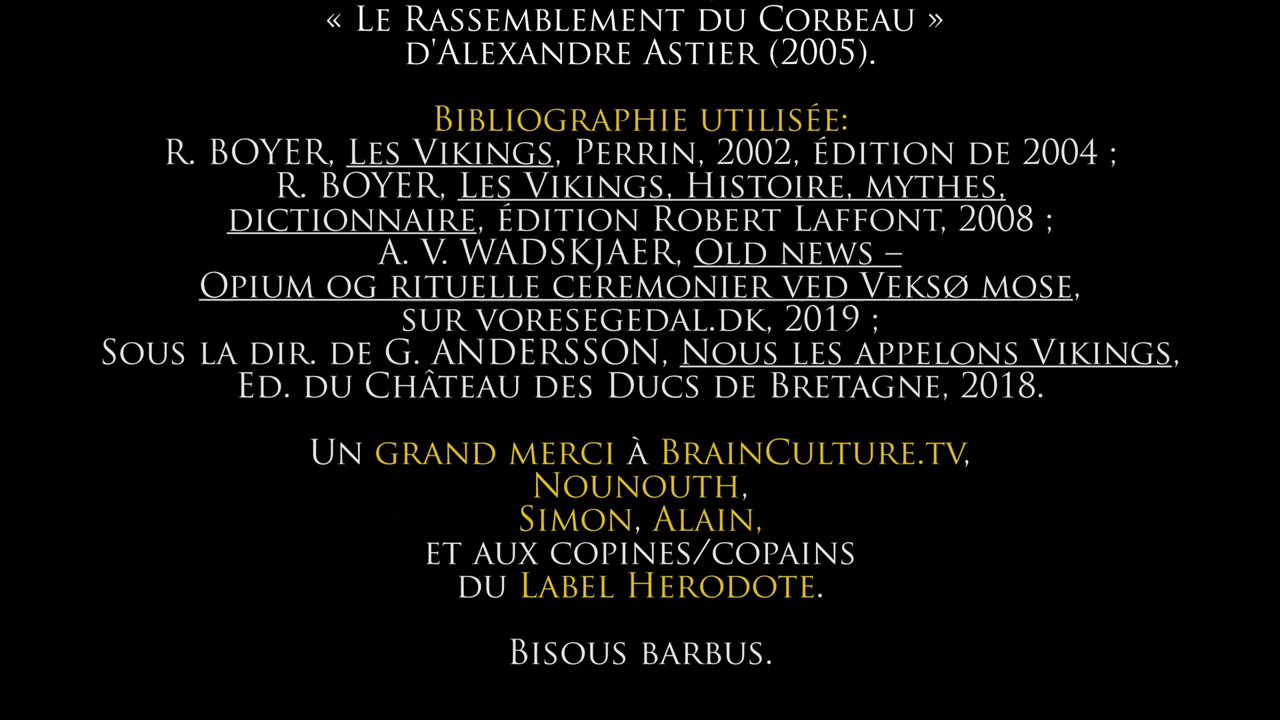 « Le Rassemblement du Corbeau »
d'Alexandre Astier (2005).
Bibliographie utilisée:
R. BOYER, Les Vikings, Perrin, 2002, édition de 2004 ;
R. BOYER, Les Vikings, Histoire, mythes,
dictionnaire, édition Robert Laffont, 2008 ;
A. V. WADSKJAER, Old news –
Opium og rituelle ceremonier ved Veksø mose,
sur voresegedal.dk, 2019 ;
Sous la dir. de G. ANDERSSON, Nous les appelons Vikings,
Ed. du Château des Ducs de Bretagne, 2018.
Un grand merci à BrainCulture.tv,
Nounouth,
Simon, Alain,
et aux copines/copains
du Label Herodote.
Bisous barbus.